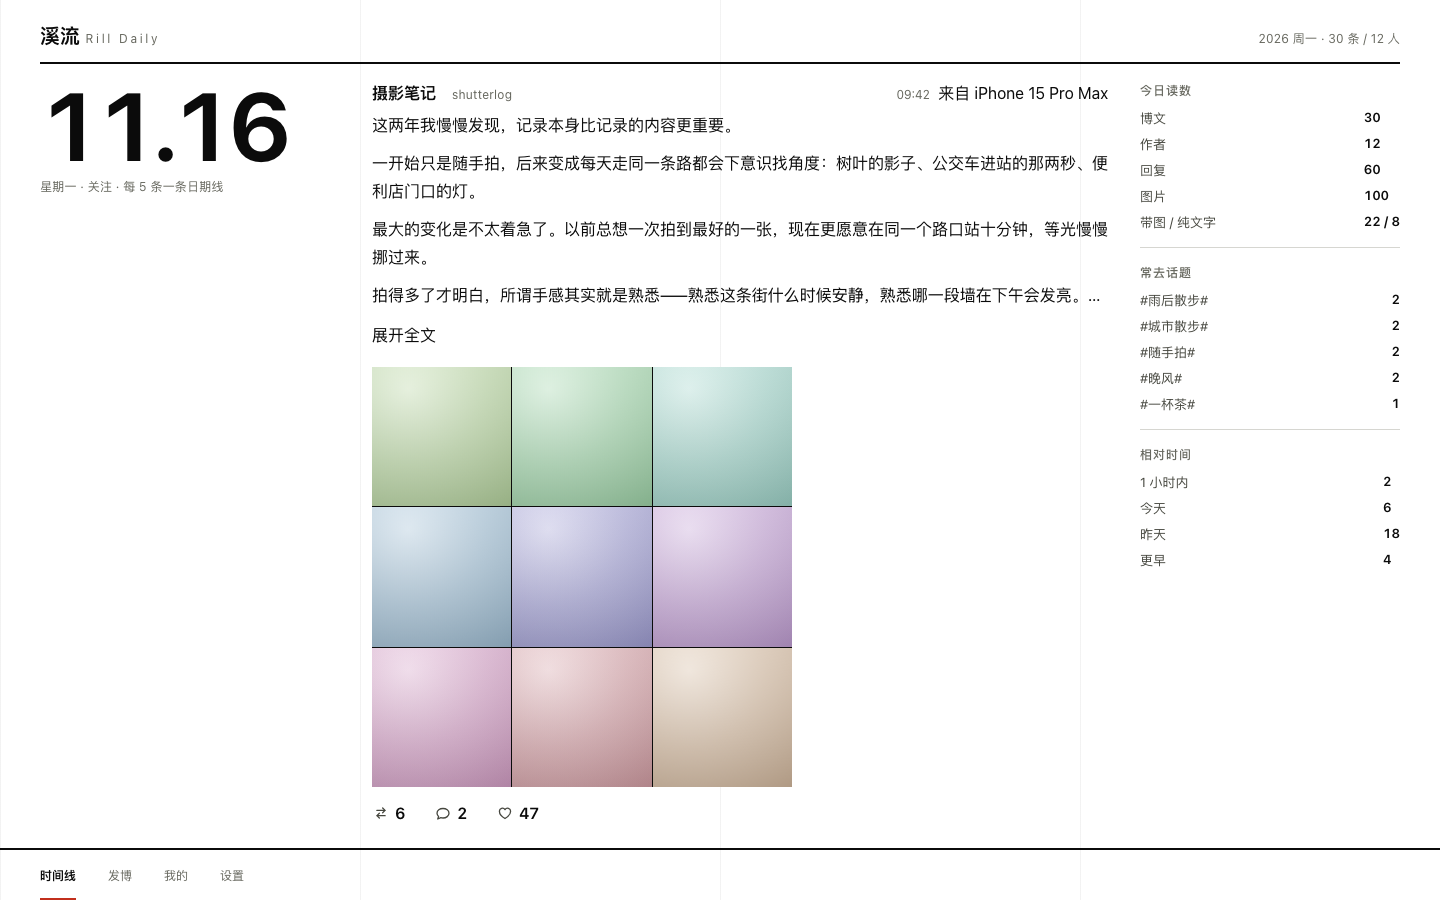 溪流 Rill Daily
2026 周一 · 30 条 / 12 人
11.16
星期一 · 关注 · 每 5 条一条日期线
摄影笔记 shutterlog
09:42 来自 iPhone 15 Pro Max
这两年我慢慢发现，记录本身比记录的内容更重要。
一开始只是随手拍，后来变成每天走同一条路都会下意识找角度：树叶的影子、公交车进站的那两秒、便
利店门口的灯。
最大的变化是不太着急了。以前总想一次拍到最好的一张，现在更愿意在同一个路口站十分钟，等光慢慢
挪过来。
拍得多了才明白，所谓手感其实就是熟悉——熟悉这条街什么时候安静，熟悉哪一段墙在下午会发亮。...
展开全文
6 2 47
今日读数
博文 30
作者 12
回复 60
图片 100
带图 / 纯文字 22 / 8
常去话题
#雨后散步# 2
#城市散步# 2
#随手拍# 2
#晚风# 2
#一杯茶# 1
相对时间
1 小时内 2
今天 6
昨天 18
更早 4
时间线 发博 我的 设置